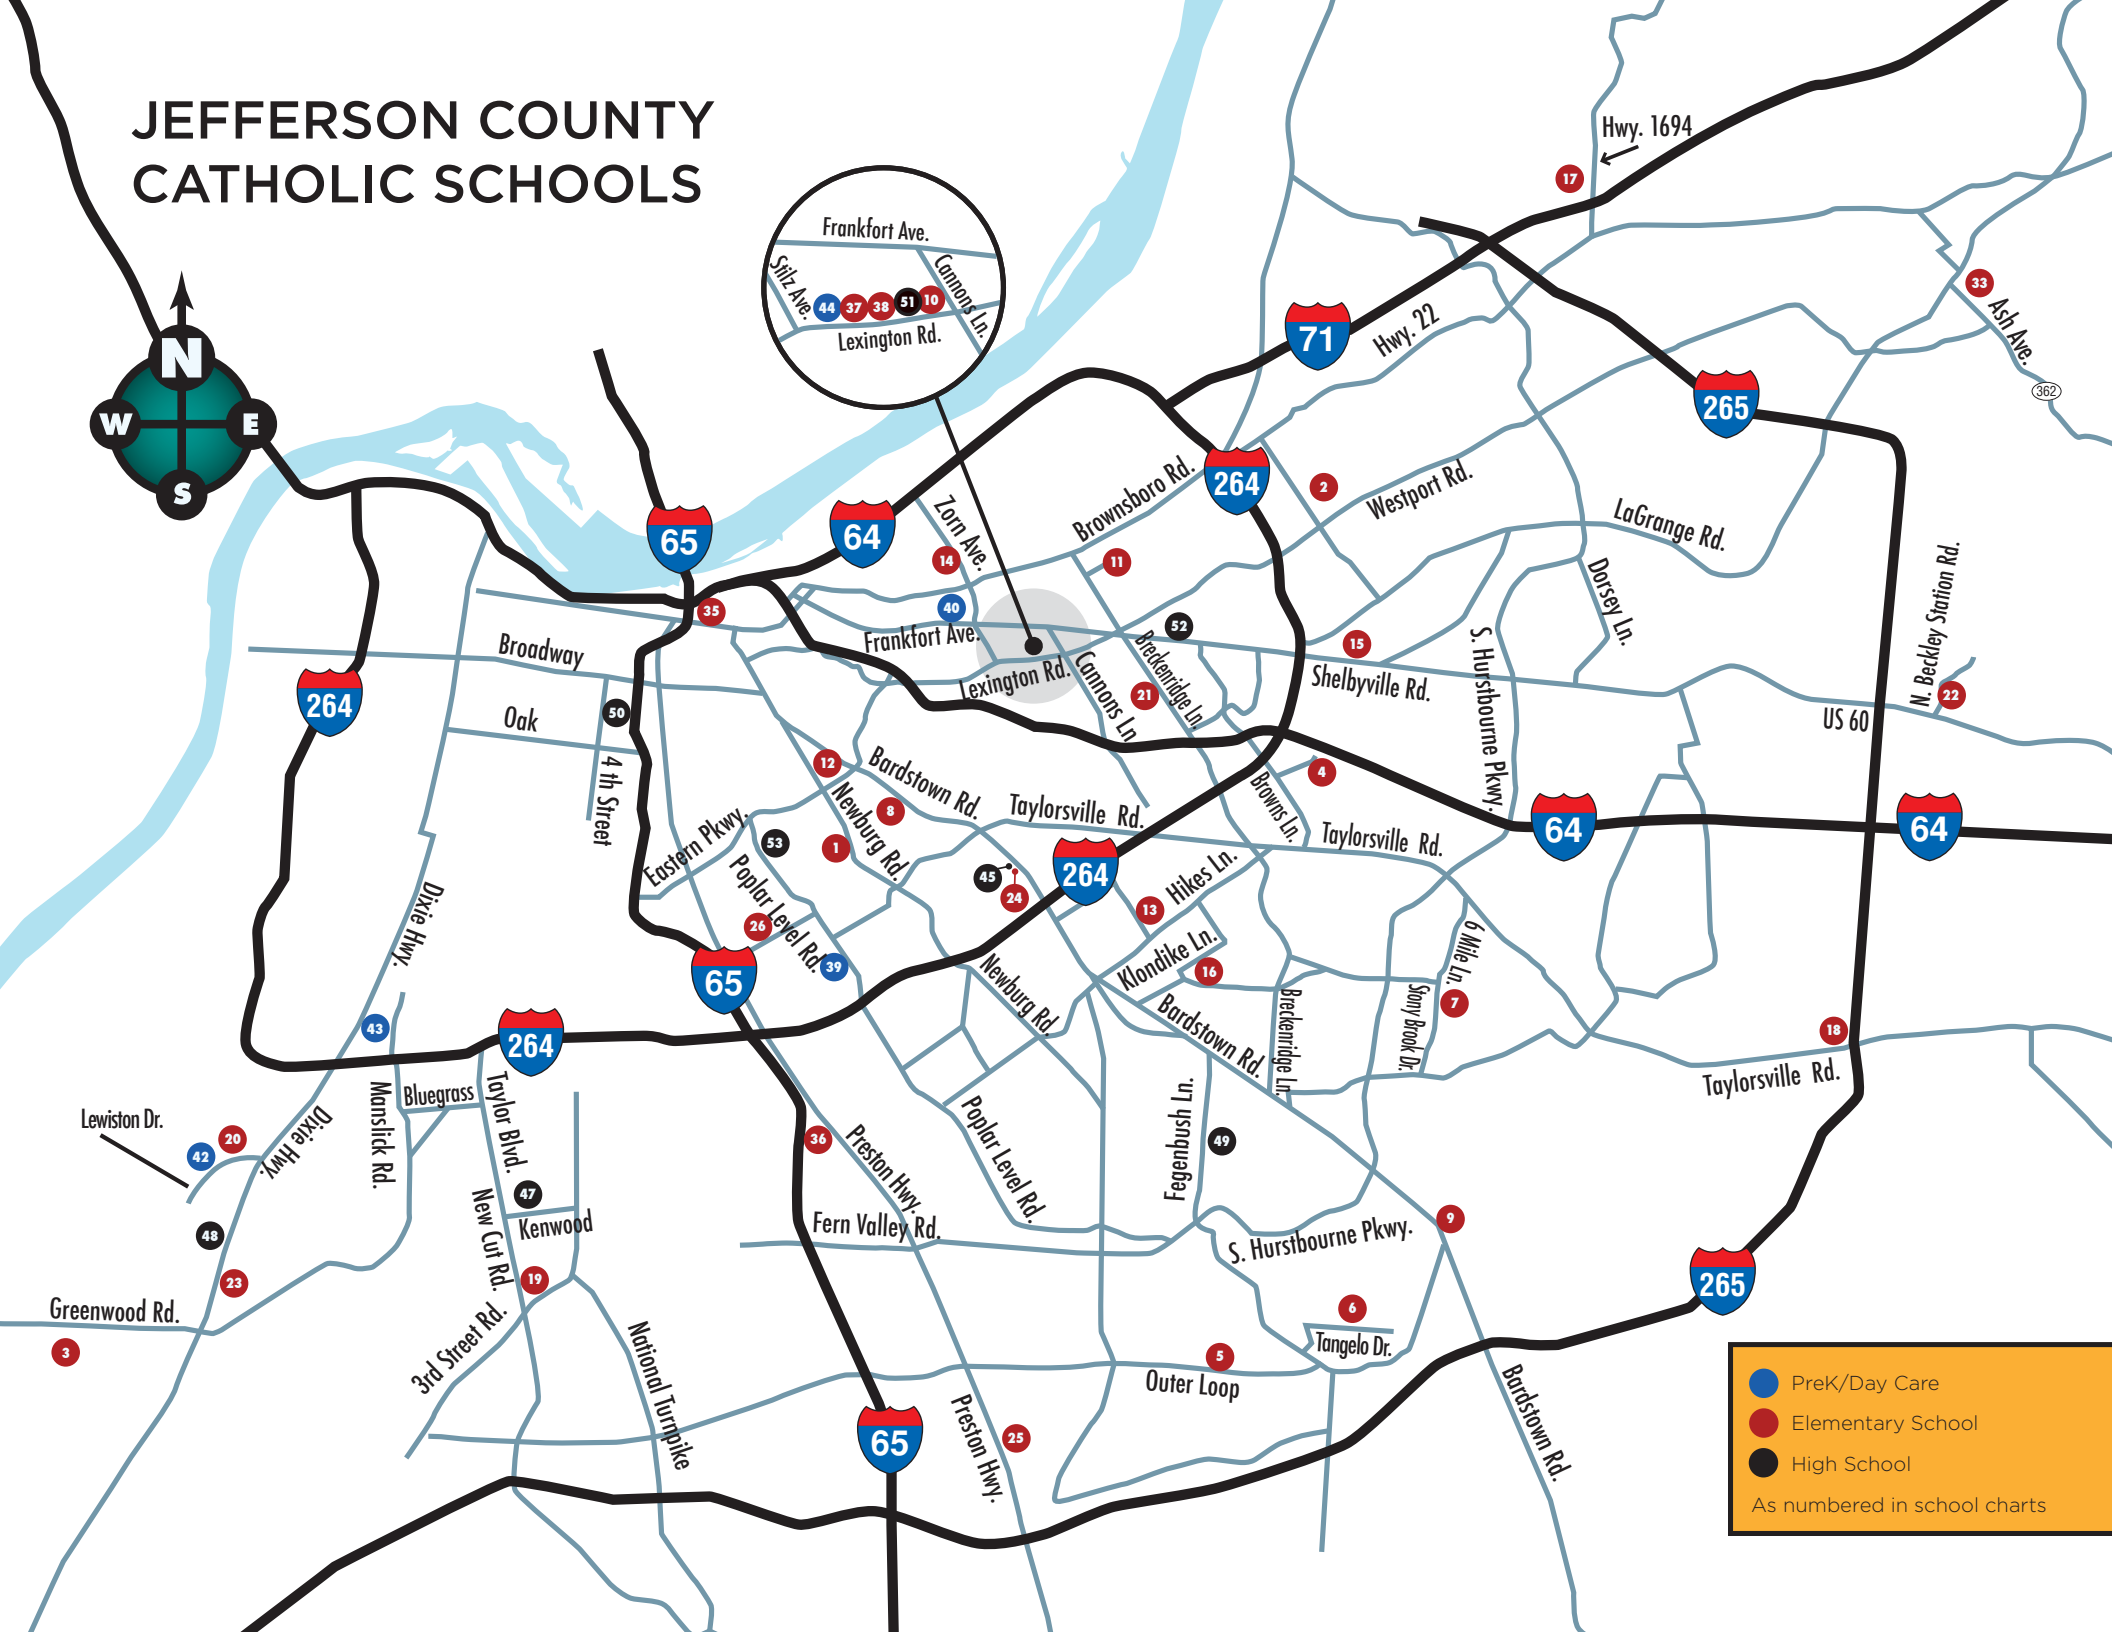 JEFFERSON COUNTY
CATHOLIC SCHOOLS
N
W
E
S
Frankfort Ave.
Stilz Ave.
Cannons Ln.
44
37
38
51
10
Lexington Rd.
Hwy. 1694
17
33
Ash Ave.
362
71
Hwy. 22
265
264
2
Westport Rd.
LaGrange Rd.
Brownsboro Rd.
Zorn Ave.
65
64
14
11
Dorsey Ln.
N. Beckley Station Rd.
35
40
52
Frankfort Ave.
Breckenridge Ln.
15
S. Hurstbourne Pkwy.
Broadway
Lexington Rd.
Cannons Ln
21
Shelbyville Rd.
22
US 60
264
50
Oak
4 th Street
12
Bardstown Rd.
4
Browns Ln.
Newburg Rd.
8
Taylorsville Rd.
Taylorsville Rd.
64
64
Eastern Pkwy.
53
1
Poplar Level Rd.
45
24
264
Hikes Ln.
13
Dixie Hwy.
26
39
65
Klondike Ln.
16
6 Mile Ln.
7
Newburg Rd.
Breckenridge Ln.
Stony Brook Dr.
Bardstown Rd.
43
264
18
Taylorsville Rd.
Manslick Rd.
Bluegrass
Taylor Blvd.
Lewiston Dr.
20
42
Dixie Hwy.
36
Preston Hwy.
Poplar Level Rd.
Fegenbush Ln.
49
47
Kenwood
New Cut Rd.
48
Fern Valley Rd.
S. Hurstbourne Pkwy.
9
23
19
265
Greenwood Rd.
3
3rd Street Rd.
National Turnpike
6
Tangelo Dr.
5
Outer Loop
Bardstown Rd.
65
Preston Hwy.
25
PreK/Day Care
Elementary School
High School
As numbered in school charts